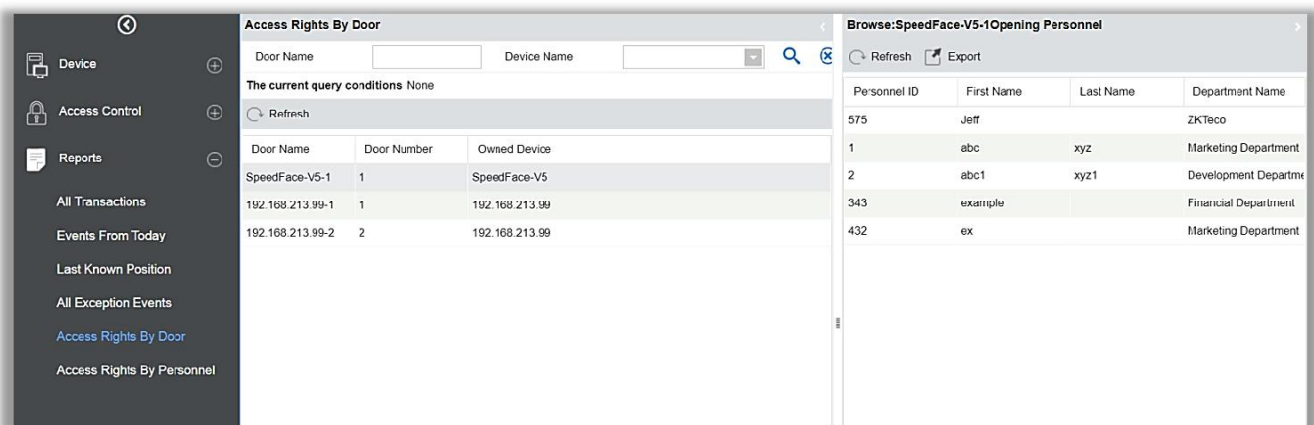 Device
Access Control
Reports
All Transactions
Events From Today
Last Known Position
All Exception Events
Access Rights By Door
Access Rights By Personnel
Access Rights By Door
Door Name Device Name
The current query conditions None
Refresh
Door Name Door Number Owned Device
SpeedFace-V5-1 1 SpeedFace-V5
192.168.213.99-1 1 192.168.213.99
192.168.213.99-2 2 192.168.213.99
Browse:SpeedFace-V5-1Opening Personnel
Refresh Export
Personnel ID First Name Last Name Department Name
575 Jeff ZKTeco
1 abc xyz Marketing Department
2 abc1 xyz1 Development Departme
343 example Financial Department
432 ex Marketing Department